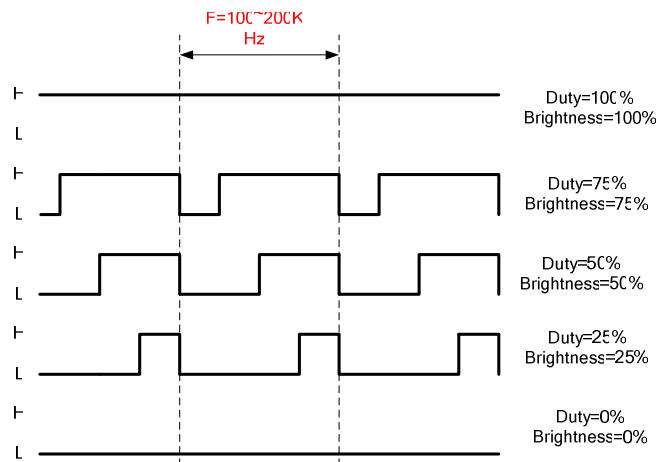 F=100~200K
Hz
H
Duty=100%
Brightness=100%
L
H
Duty=75%
L
Brightness=75%
H
Duty=50%
Brightness=50%
L
H
Duty=25%
Brightness=25%
L
H
Duty=0%
Brightness=0%
L